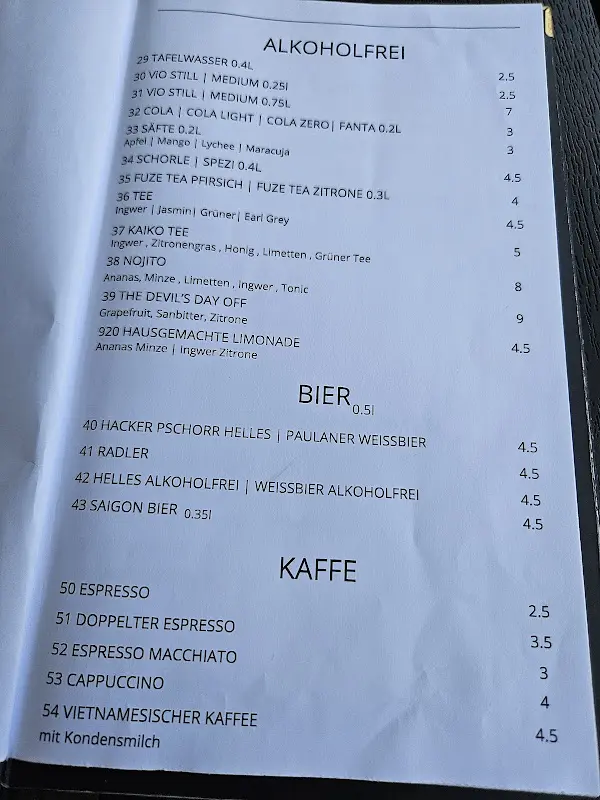 ALKOHOLFREI
29 TAFELWASSER 0.4L 2.5
30 VIO STILL | MEDIUM 0.25l 2.5
31 VIO STILL | MEDIUM 0.75L 7
32 COLA | COLA LIGHT | COLA ZERO| FANTA 0.2L 3
33 SÄFTE 0.2L 3
Apfel | Mango | Lychee | Maracuja
34 SCHORLE | SPEZI 0.4L 4.5
35 FUZE TEA PFIRSICH | FUZE TEA ZITRONE 0.3L 4
36 TEE 4.5
Ingwer | Jasmin| Grüner| Earl Grey
37 KAIKO TEE 5
Ingwer , Zitronengras , Honig , Limetten , Grüner Tee
38 NOJITO 8
Ananas, Minze , Limetten , Ingwer , Tonic
39 THE DEVIL'S DAY OFF 9
Grapefruit, Sanbitter, Zitrone
920 HAUSGEMACHTE LIMONADE 4.5
Ananas Minze | Ingwer Zitrone
BIER 0.5l
40 HACKER PSCHORR HELLES | PAULANER WEISSBIER 4.5
41 RADLER 4.5
42 HELLES ALKOHOLFREI | WEISSBIER ALKOHOLFREI 4.5
43 SAIGON BIER 0.35l 4.5
KAFFE
50 ESPRESSO 2.5
51 DOPPELTER ESPRESSO 3.5
52 ESPRESSO MACCHIATO 3
53 CAPPUCCINO 4
54 VIETNAMESISCHER KAFFEE 4.5
mit Kondensmilch